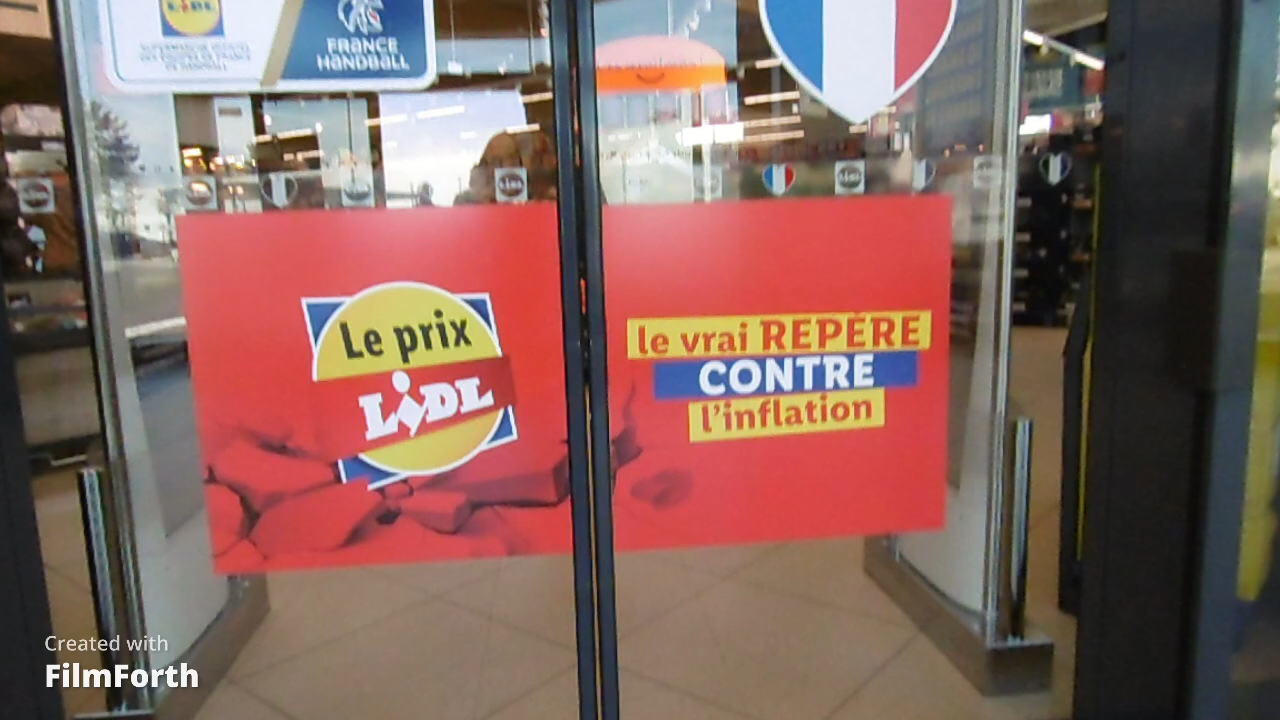 LiDL
FRANCE
HANDBALL
Le prix
LiDL
le vrai REPÈRE
CONTRE
l'inflation
Created with
FilmForth